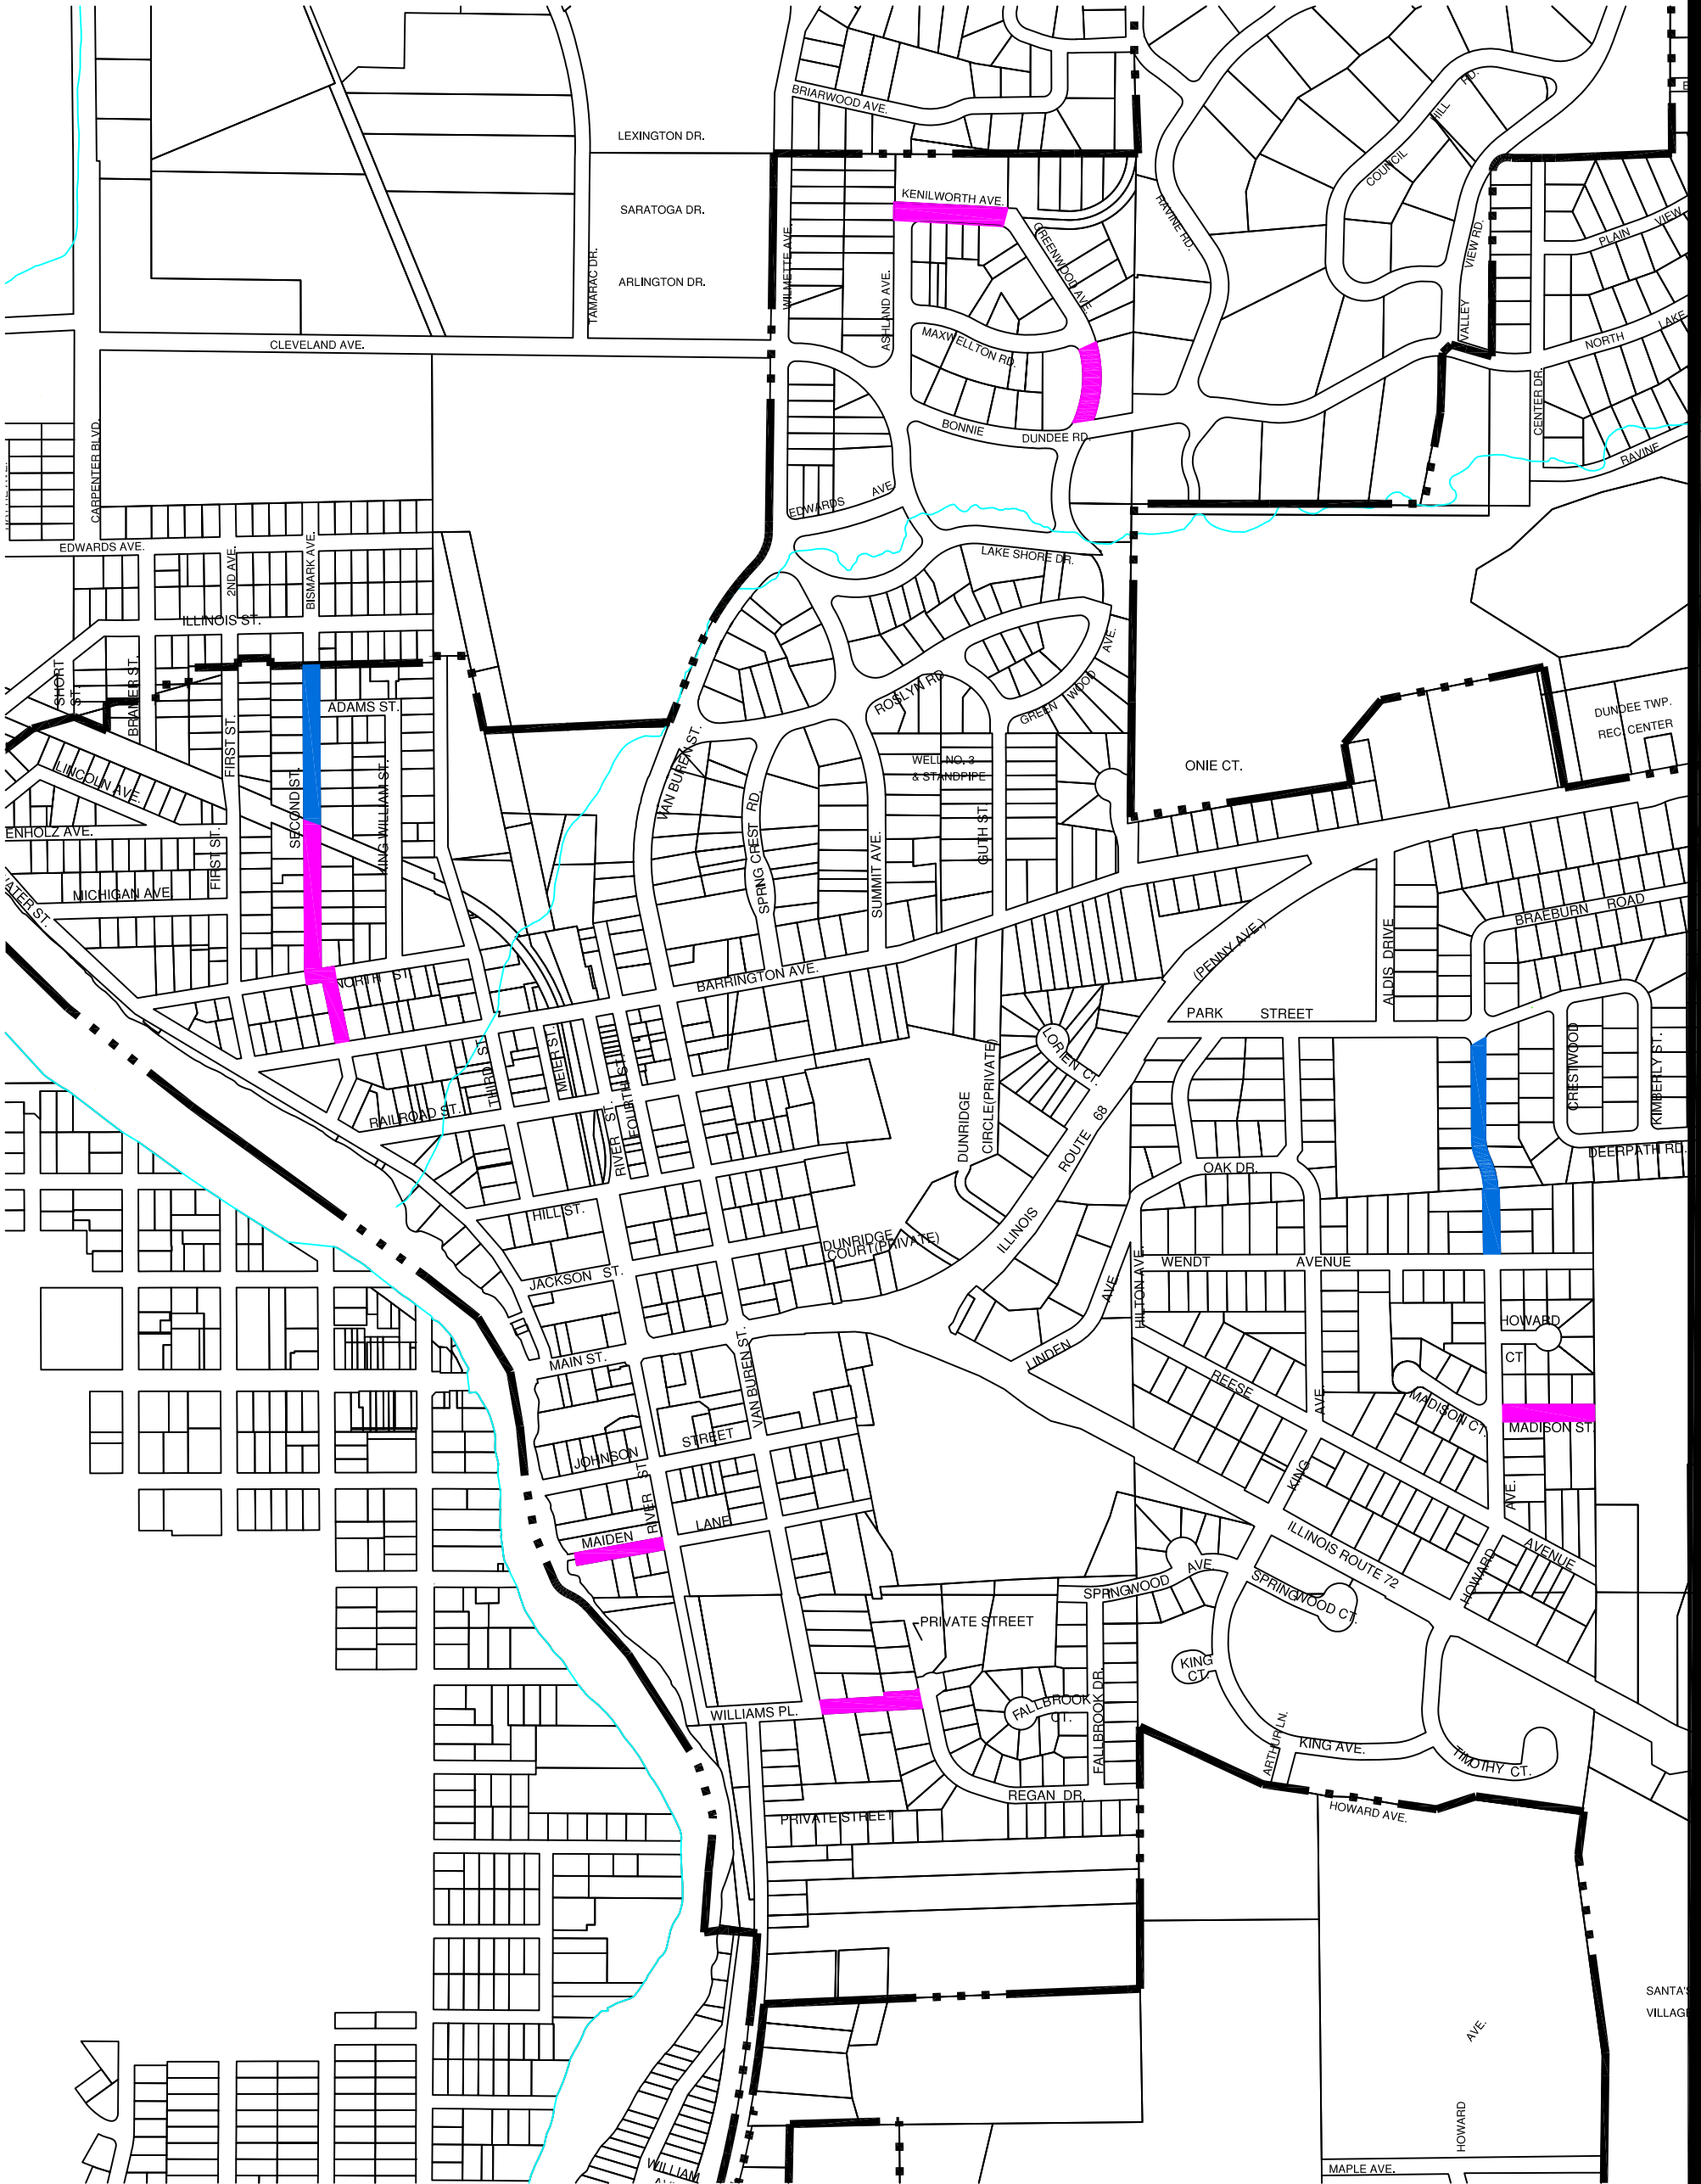 BRIARWOOD AVE.
LEXINGTON DR.
HILL
RD.
COUNCIL
KENILWORTH AVE.
SARATOGA DR.
RAVINE RD.
VIEW
PLAIN
WILMETTE AVE.
GREENWOOD AVE.
VIEW RD.
VALLEY
TAMARAC DR.
ARLINGTON DR.
ASHLAND AVE.
MAXWELLTON RD.
LAKE
NORTH
CLEVELAND AVE.
CENTER DR.
BONNIE
DUNDEE RD.
RAVINE
CARPENTER BLVD.
EDWARDS
AVE
EDWARDS AVE.
2ND AVE.
BISMARK AVE.
LAKE SHORE DR.
ILLINOIS ST.
SHORT
ST.
BRANER ST.
ADAMS ST.
ROSLYN RD
GREEN
WOOD
AVE.
DUNDEE TWP.
REC. CENTER
FIRST ST.
SECOND ST.
KING WILLIAM ST.
LINCOLN AVE.
VAN BUREN ST.
WELL NO. 3
& STANDPIPE
ONIE CT.
ENHOLZ AVE.
SPRING CREST RD.
SUMMIT AVE.
GUTH ST.
FIRST ST.
MICHIGAN AVE
ATER ST.
BRAEBURN
ROAD
ALDIS DRIVE
(PENNY AVE.)
NORTH ST.
BARRINGTON AVE.
PARK
STREET
LORIEN CT.
THIRD ST.
MEIER ST.
FOURTH ST.
RIVER ST.
RAILROAD ST.
DUNRIDGE
CIRCLE(PRIVATE)
CRESTWOOD
KIMBERLY ST.
DEERPATH RD.
ILLINOIS
ROUTE 68
OAK DR.
HILL ST.
DUNRIDGE
COURT(PRIVATE)
JACKSON ST.
WENDT
AVENUE
HILTON AVE.
LINDEN
AVE.
HOWARD
CT
MAIN ST.
VAN BUREN ST.
REESE
AVE.
MADISON CT.
MADISON ST.
JOHNSON
STREET
RIVER ST.
KING
AVE.
MAIDEN
LANE
ILLINOIS ROUTE 72
HOWARD
AVENUE
SPRINGWOOD
AVE.
SPRINGWOOD CT.
PRIVATE STREET
KING
CT.
WILLIAMS PL.
FALLBROOK
CT.
FALLBROOK DR.
ARTHUR LN.
KING AVE.
TIMOTHY CT.
REGAN DR.
HOWARD AVE.
PRIVATE STREET
SANTA'S
VILLAGE
AVE.
HOWARD
WILLIAM
MAPLE AVE.